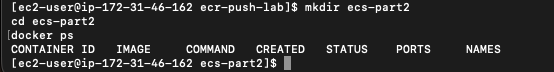 [ec2-user@ip-172-31-46-162 ecr-push-lab]$ mkdir ecs-part2
cd ecs-part2
docker ps
CONTAINER ID   IMAGE     COMMAND   CREATED   STATUS    PORTS     NAMES
[ec2-user@ip-172-31-46-162 ecs-part2]$